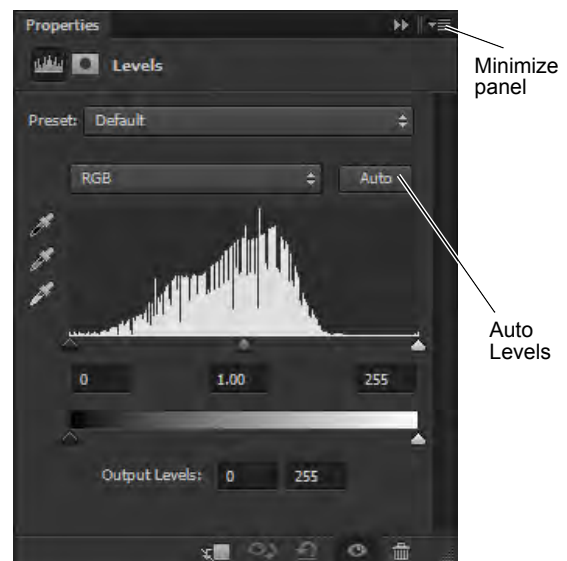 Properties
Minimize
panel
Levels
Preset: Default
RGB
Auto
Auto
Levels
0 1.00 255
Output Levels: 0 255